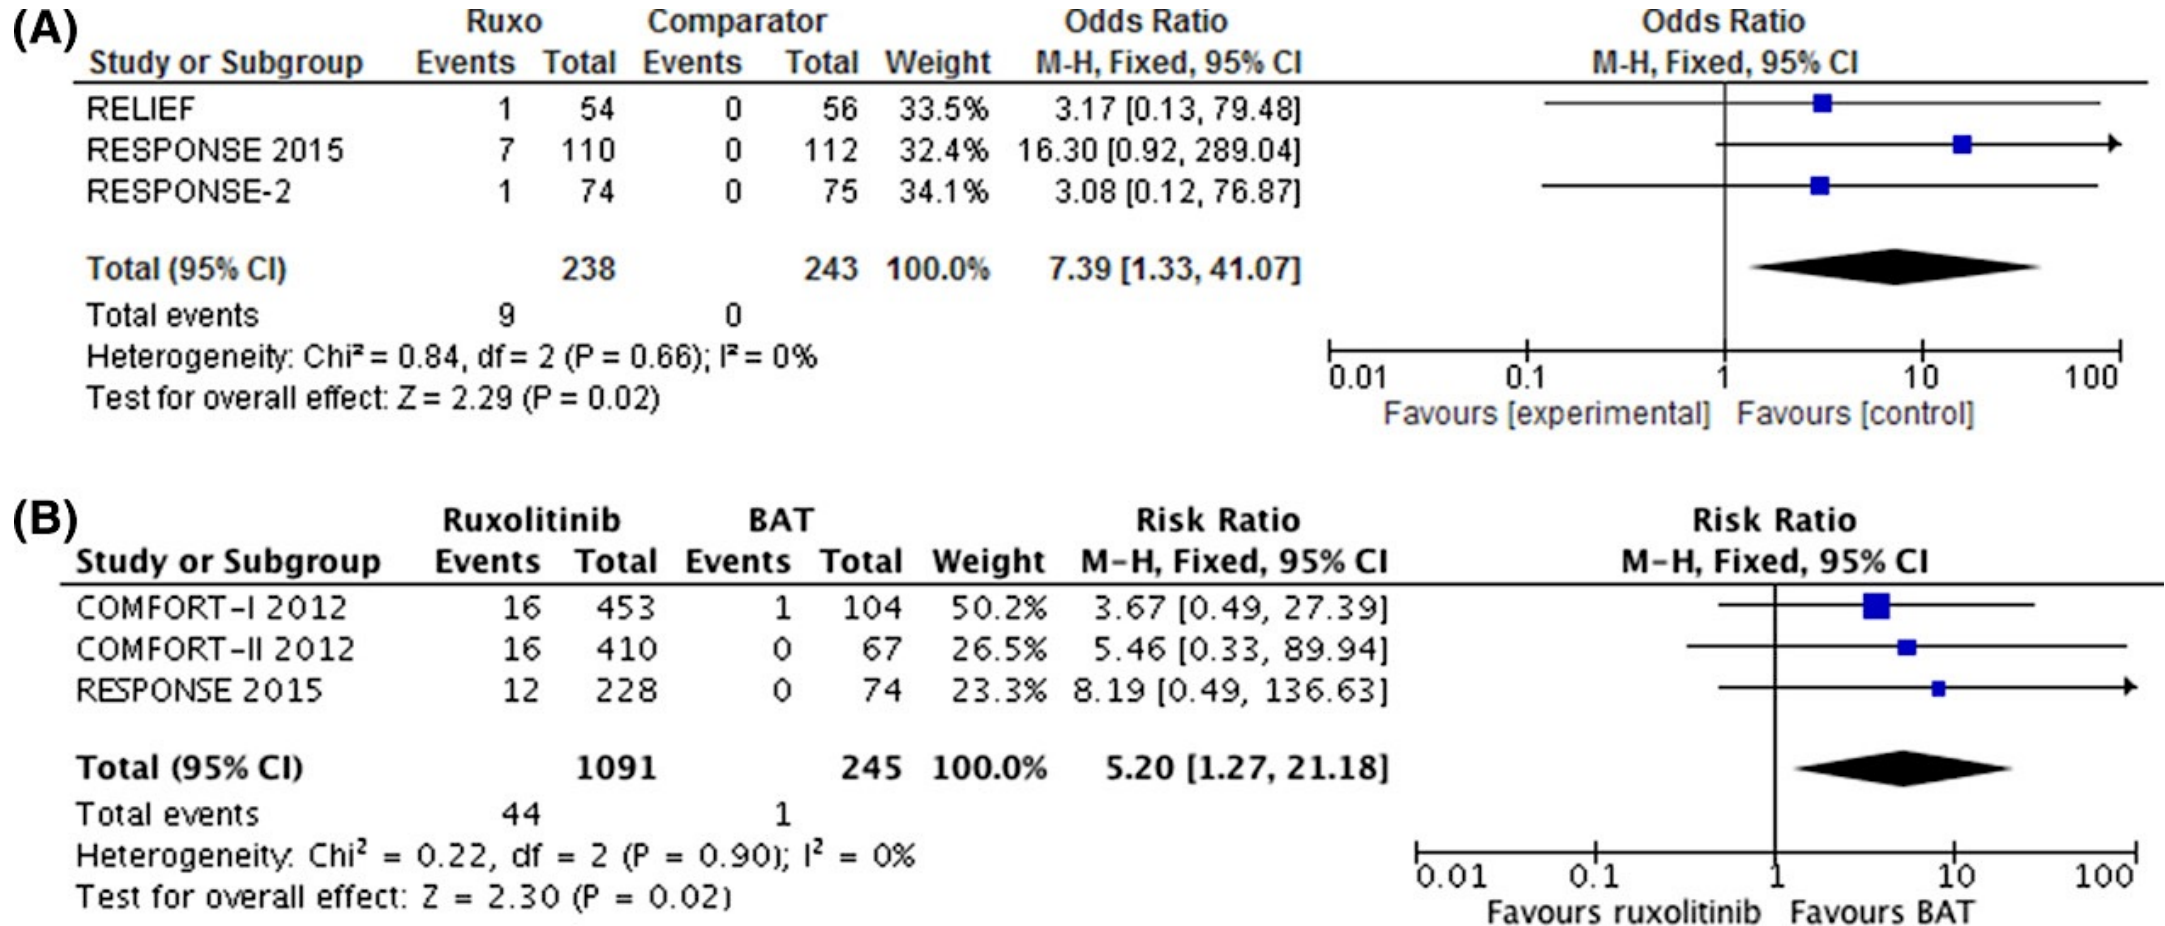 (A) Ruxo Comparator Odds Ratio Odds Ratio
Study or Subgroup Events Total Events Total Weight M-H, Fixed, 95% CI M-H, Fixed, 95% CI
RELIEF 1 54 0 56 33.5% 3.17 [0.13, 79.48]
RESPONSE 2015 7 110 0 112 32.4% 16.30 [0.92, 289.04]
RESPONSE-2 1 74 0 75 34.1% 3.08 [0.12, 76.87]
Total (95% CI) 238 243 100.0% 7.39 [1.33, 41.07]
Total events 9 0
Heterogeneity: Chi² = 0.84, df = 2 (P = 0.66); I² = 0%
Test for overall effect: Z = 2.29 (P = 0.02)
0.01 0.1 1 10 100
Favours [experimental] Favours [control]
(B) Ruxolitinib BAT Risk Ratio Risk Ratio
Study or Subgroup Events Total Events Total Weight M-H, Fixed, 95% CI M-H, Fixed, 95% CI
COMFORT-I 2012 16 453 1 104 50.2% 3.67 [0.49, 27.39]
COMFORT-II 2012 16 410 0 67 26.5% 5.46 [0.33, 89.94]
RESPONSE 2015 12 228 0 74 23.3% 8.19 [0.49, 136.63]
Total (95% CI) 1091 245 100.0% 5.20 [1.27, 21.18]
Total events 44 1
Heterogeneity: Chi² = 0.22, df = 2 (P = 0.90); I² = 0%
Test for overall effect: Z = 2.30 (P = 0.02)
0.01 0.1 1 10 100
Favours ruxolitinib Favours BAT